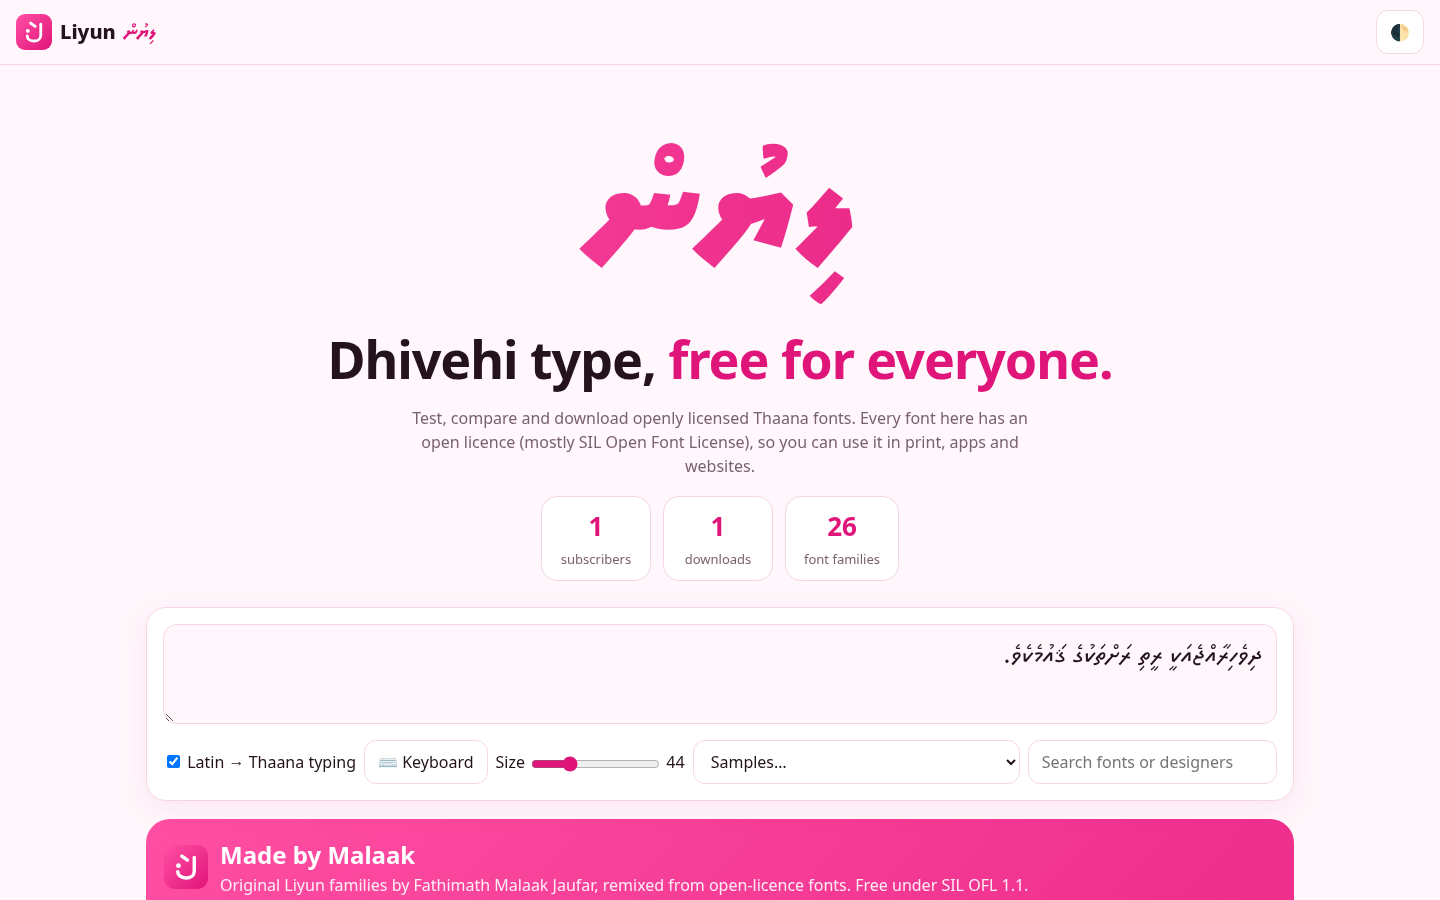 Liyun ލިޔުން
ލިޔުން
Dhivehi type, free for everyone.
Test, compare and download openly licensed Thaana fonts. Every font here has an
open licence (mostly SIL Open Font License), so you can use it in print, apps and
websites.
1
subscribers
1
downloads
26
font families
ދިވެހިރާއްޖެއަކީ ރީތި ރަށްތަކުގެ ޤައުމެކެވެ.
Latin → Thaana typing
Keyboard
Size
44
Samples...
Search fonts or designers
Made by Malaak
Original Liyun families by Fathimath Malaak Jaufar, remixed from open-licence fonts. Free under SIL OFL 1.1.